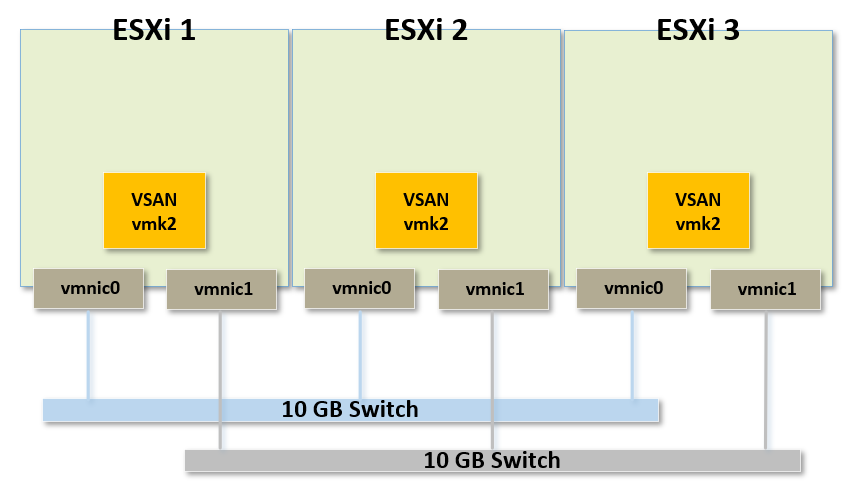 ESXi 1
ESXi 2
ESXi 3
VSAN
vmk2
VSAN
vmk2
VSAN
vmk2
vmnic0
vmnic1
vmnic0
vmnic1
vmnic0
vmnic1
10 GB Switch
10 GB Switch